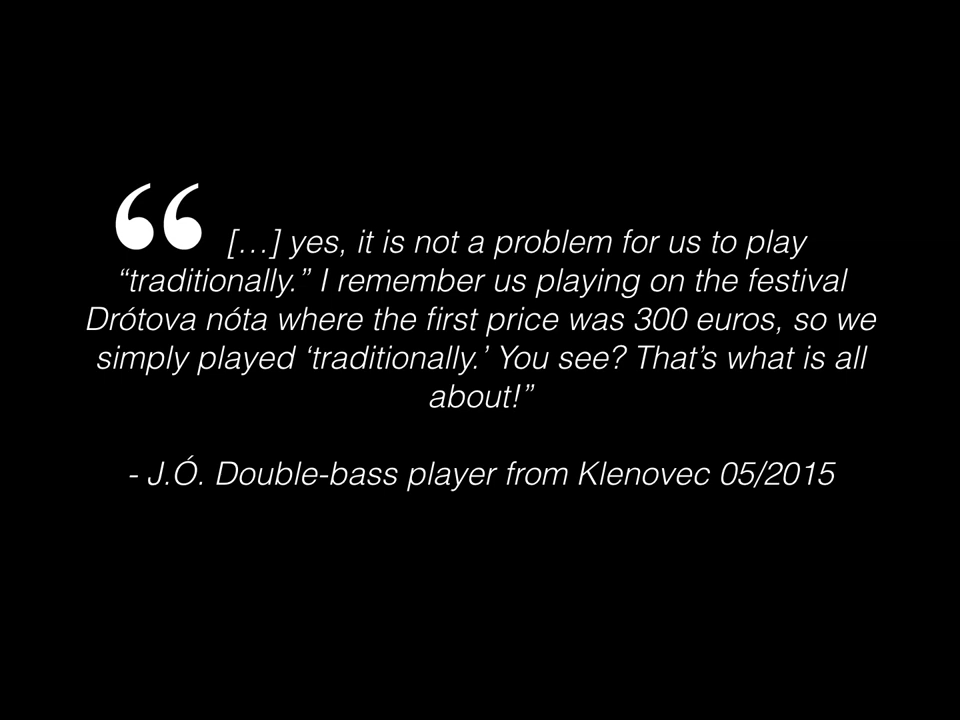 “ […] yes, it is not a problem for us to play
“traditionally.” I remember us playing on the festival
Drótova nóta where the first price was 300 euros, so we
simply played ‘traditionally.’ You see? That’s what is all
about!”
- J.Ó. Double-bass player from Klenovec 05/2015